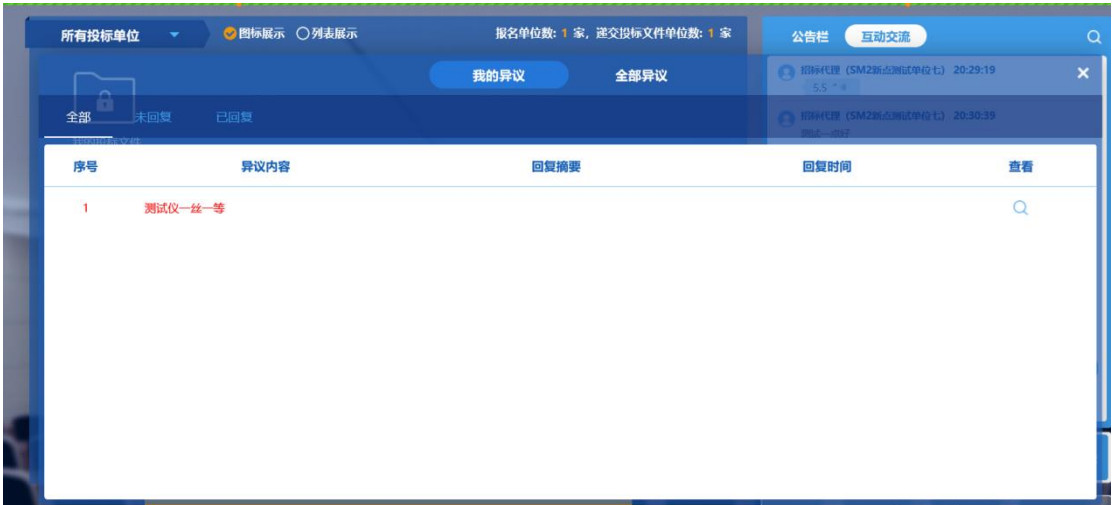 所有投标单位 图标展示 列表展示 报名单位数: 1 家, 递交投标文件单位数: 1 家 公告栏 互动交流
我的异议 全部异议
招标代理 (SM2新点测试单位七) 20:29:19
全部 未回复 已回复
招标代理 (SM2新点测试单位七) 20:30:39
序号 异议内容 回复摘要 回复时间 查看
1 测试仪一丝一等